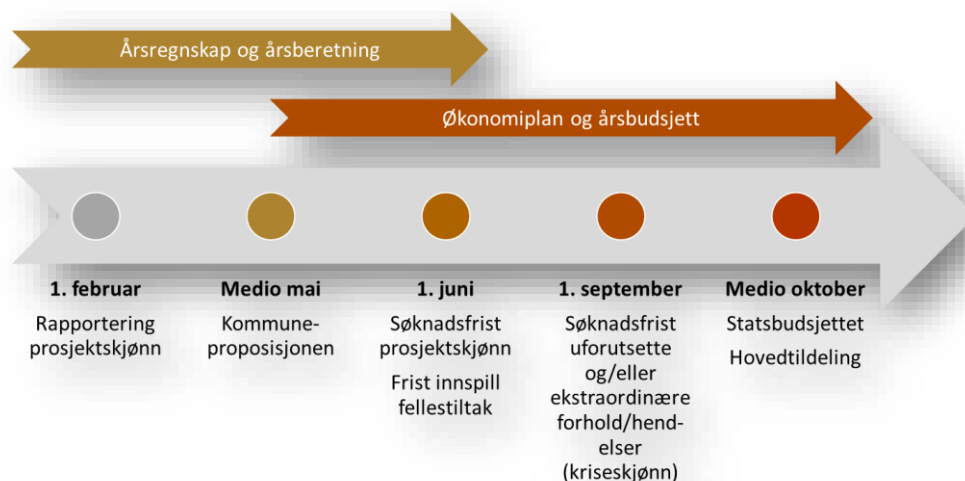 Årsregnskap og årsberetning
Økonomiplan og årsbudsjett
1. februar
Rapportering
prosjektskjønn
Medio mai
Kommune-
proposisjonen
1. juni
Søknadsfrist
prosjektskjønn
Frist innspill
fellestiltak
1. september
Søknadsfrist
uforutsette
og/eller
ekstraordinære
forhold/hend-
elser
(kriseskjønn)
Medio oktober
Statsbudsjettet
Hovedtildeling